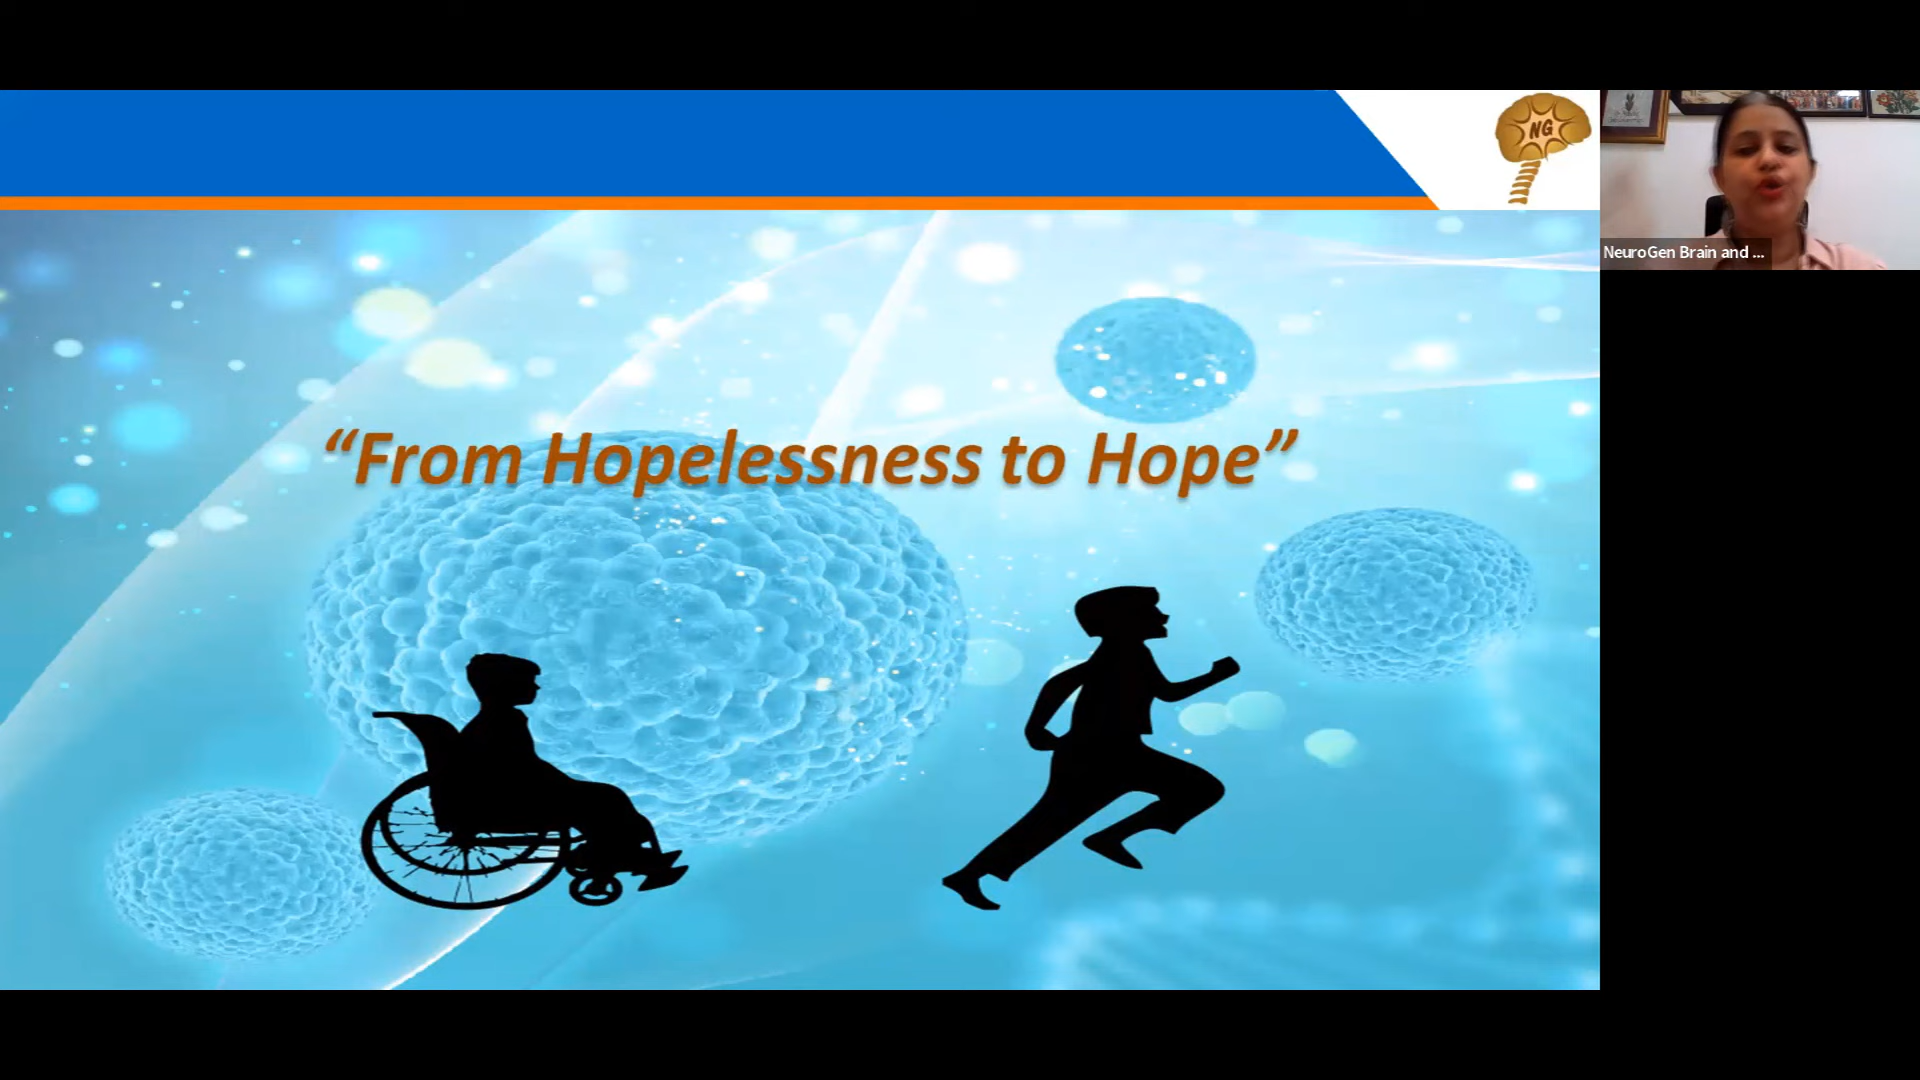 NG
NeuroGen Brain and ...
“From Hopelessness to Hope”